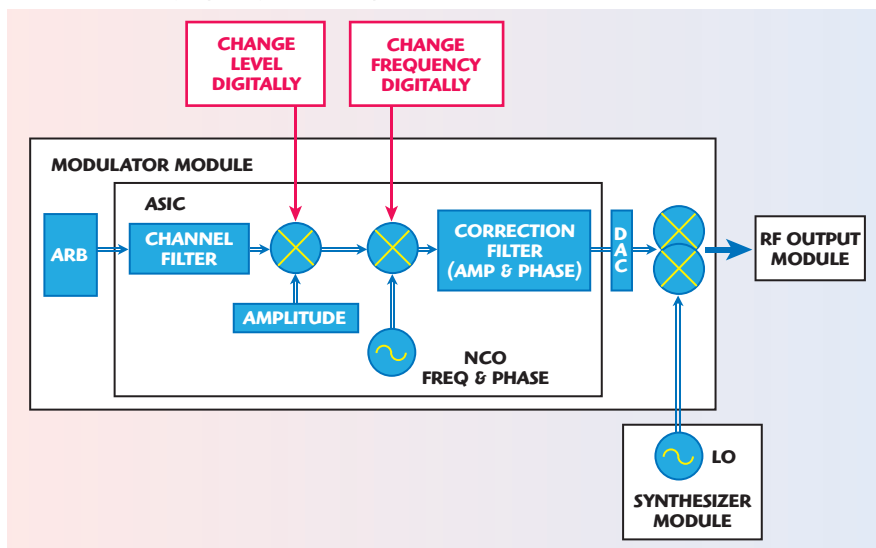 CHANGE
LEVEL
DIGITALLY
CHANGE
FREQUENCY
DIGITALLY
MODULATOR MODULE
ASIC
ARB
CHANNEL
FILTER
AMPLITUDE
NCO
FREQ & PHASE
CORRECTION
FILTER
(AMP & PHASE)
DAC
RF OUTPUT
MODULE
LO
SYNTHESIZER
MODULE